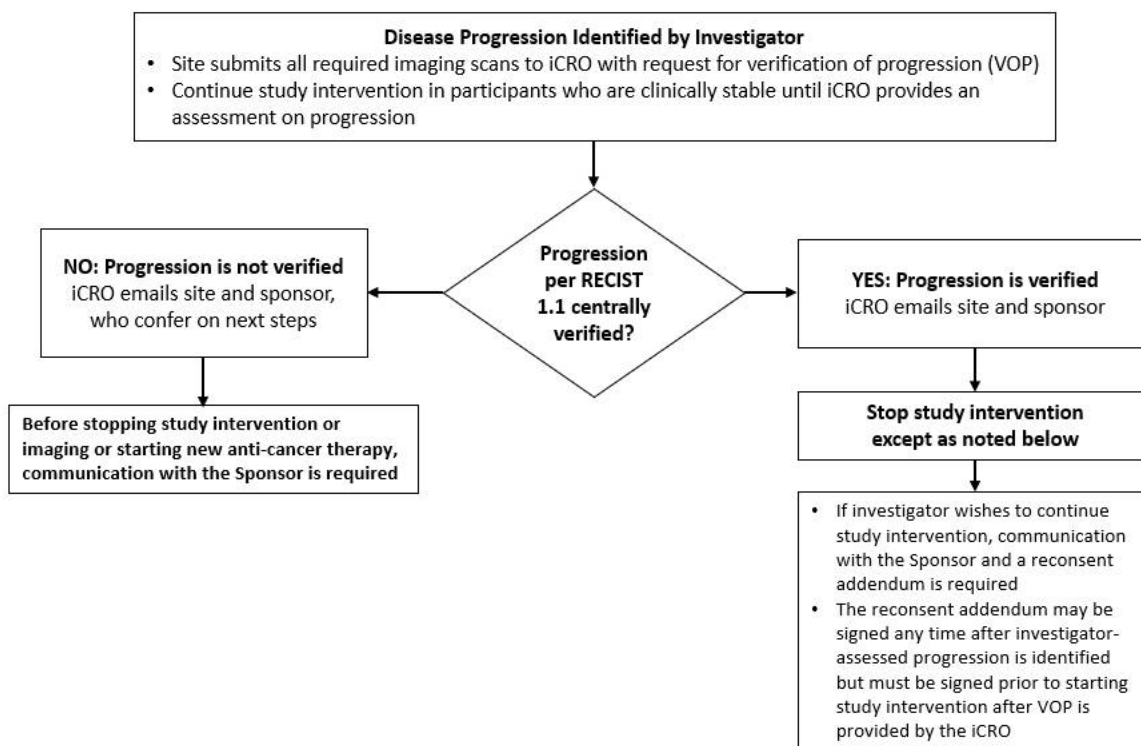 Disease Progression Identified by Investigator
• Site submits all required imaging scans to iCRO with request for verification of progression (VOP)
• Continue study intervention in participants who are clinically stable until iCRO provides an
assessment on progression
Progression
per RECIST
1.1 centrally
verified?
NO: Progression is not verified
iCRO emails site and sponsor,
who confer on next steps
Before stopping study intervention or
imaging or starting new anti-cancer therapy,
communication with the Sponsor is required
YES: Progression is verified
iCRO emails site and sponsor
Stop study intervention
except as noted below
• If investigator wishes to continue
study intervention, communication
with the Sponsor and a reconsent
addendum is required
• The reconsent addendum may be
signed any time after investigator-
assessed progression is identified
but must be signed prior to starting
study intervention after VOP is
provided by the iCRO